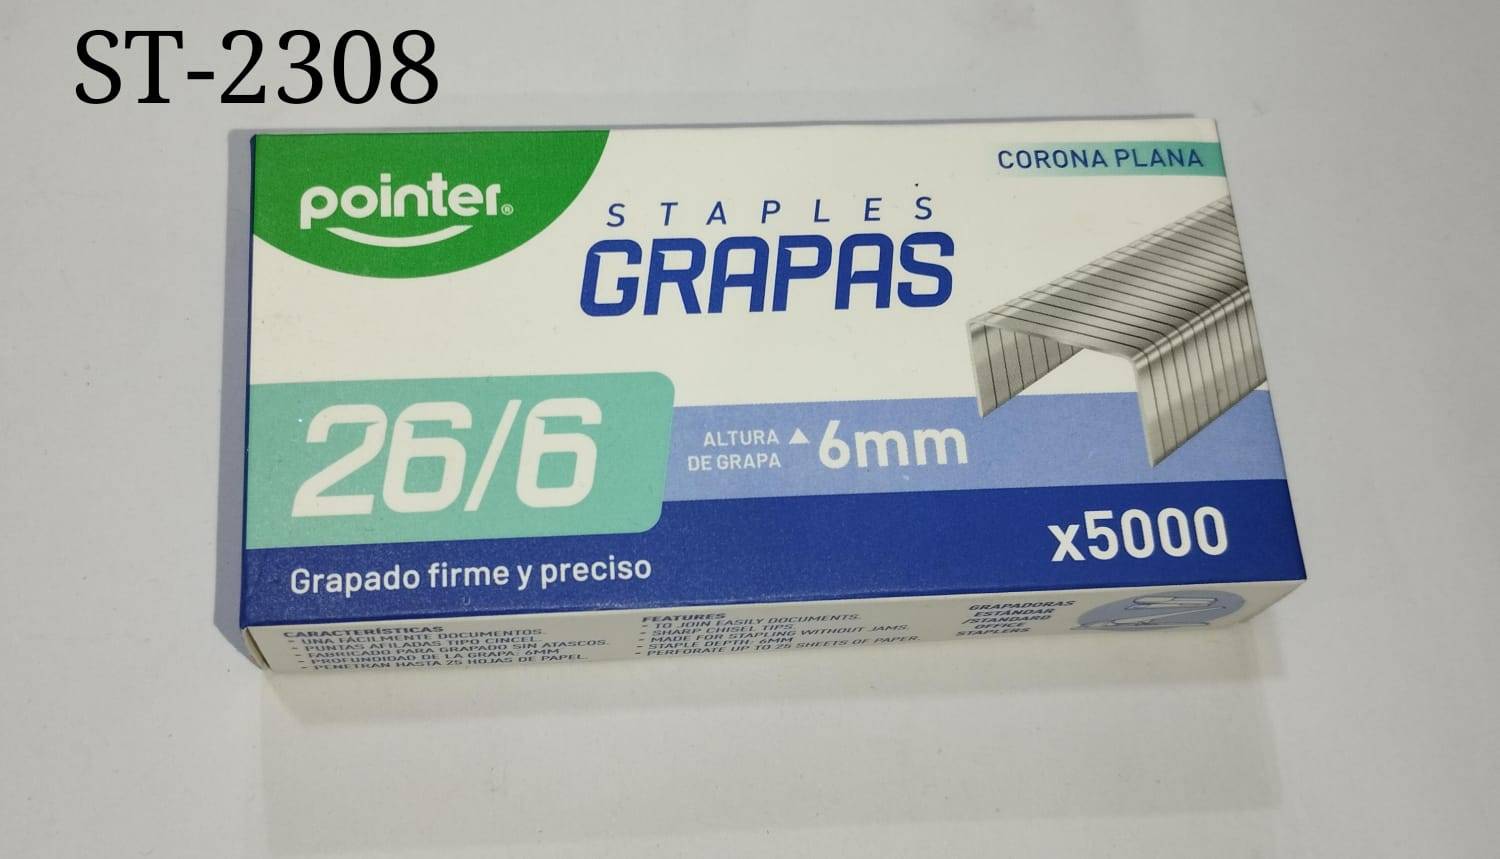 ST-2308
pointer®
CORONA PLANA
STAPLES
GRAPAS
26/6
ALTURA
DE GRAPA
6mm
x5000
Grapado firme y preciso
CARACTERÍSTICAS
- UNA FÁCILMENTE DOCUMENTOS.
- PUNTAS AFILADAS TIPO CINCEL.
- FABRICADO PARA GRAPADO SIN ATASCOS.
- PROFUNDIDAD DE LA GRAPA: 6MM
- PENETRAN HASTA 25 HOJAS DE PAPEL.
FEATURES
- TO JOIN EASILY DOCUMENTS.
- SHARP CHISEL TIPS.
- MADE FOR STAPLING WITHOUT JAMS.
- STAPLE DEPTH: 6MM
- PERFORATE UP TO 25 SHEETS OF PAPER.
GRAPADORAS
ESTÁNDAR
/STANDARD
OFFICE
STAPLERS